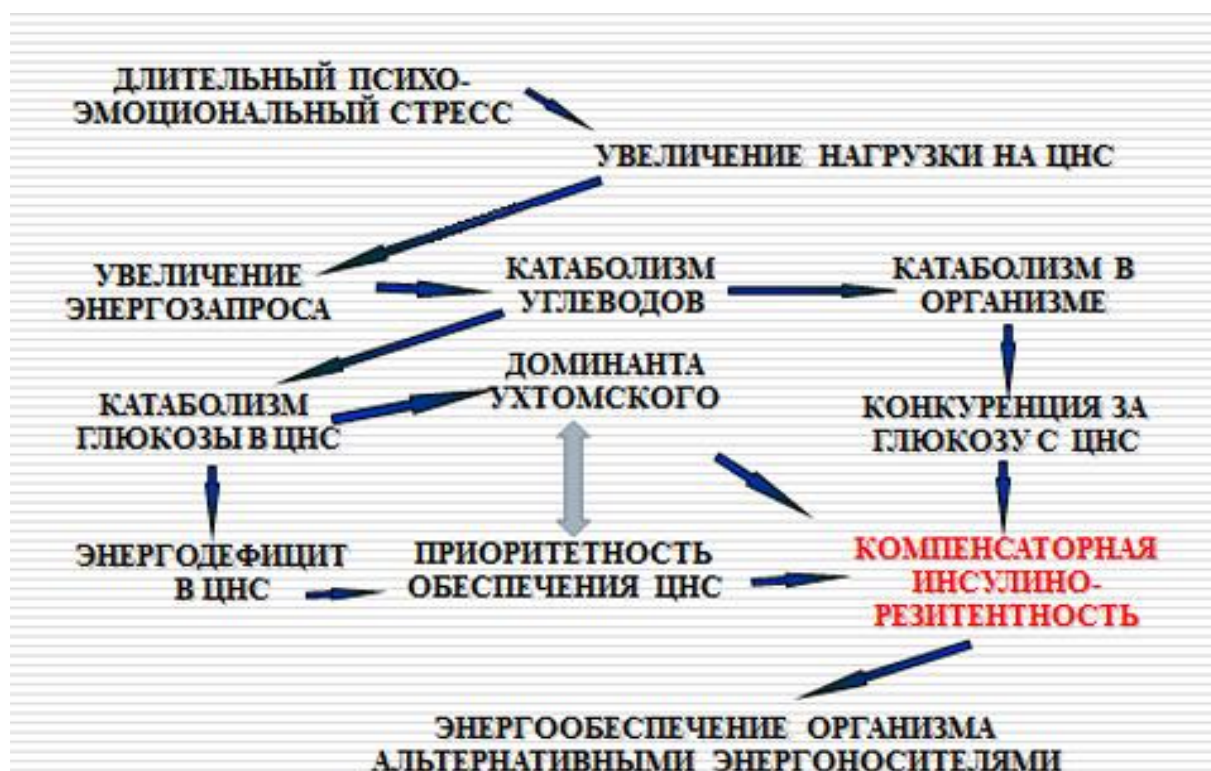 ДЛИТЕЛЬНЫЙ ПСИХО-
ЭМОЦИОНАЛЬНЫЙ СТРЕСС
УВЕЛИЧЕНИЕ НАГРУЗКИ НА ЦНС
УВЕЛИЧЕНИЕ
ЭНЕРГОЗАПРОСА
КАТАБОЛИЗМ
УГЛЕВОДОВ
КАТАБОЛИЗМ В
ОРГАНИЗМЕ
КАТАБОЛИЗМ
ГЛЮКОЗЫ В ЦНС
ДОМИНАНТА
УХТОМСКОГО
КОНКУРЕНЦИЯ ЗА
ГЛЮКОЗУ С ЦНС
ЭНЕРГОДЕФИЦИТ
В ЦНС
ПРИОРИТЕТНОСТЬ
ОБЕСПЕЧЕНИЯ ЦНС
КОМПЕНСАТОРНАЯ
ИНСУЛИНО-
РЕЗИТЕНТНОСТЬ
ЭНЕРГООБЕСПЕЧЕНИЕ ОРГАНИЗМА
АЛЬТЕРНАТИВНЫМИ ЭНЕРГОНОСИТЕЛЯМИ